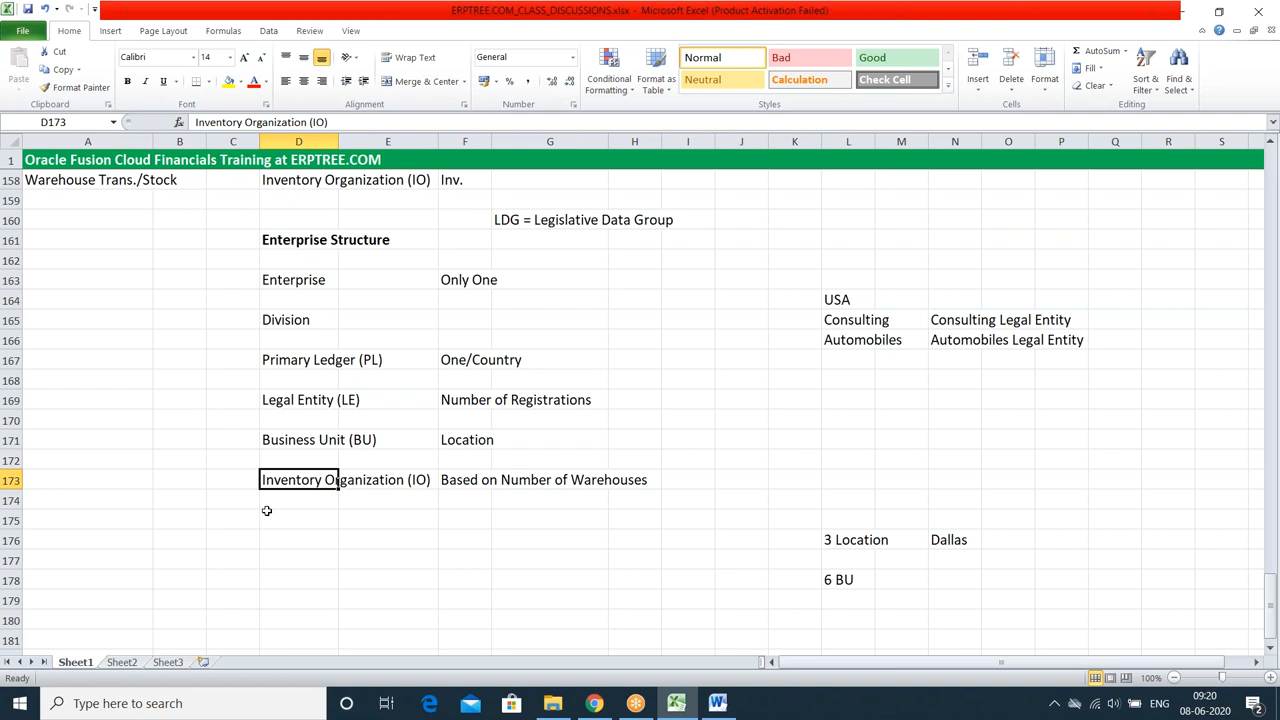 ERPTREE.COM_CLASS_DISCUSSIONS.xlsx - Microsoft Excel (Product Activation Failed)
File Home Insert Page Layout Formulas Data Review View
Cut
Copy
Format Painter
Paste
Clipboard
Calibri 14
B I U
Font
Wrap Text
Merge & Center
Alignment
General
Number
Conditional Formatting
Format as Table
Normal Bad Good
Neutral Calculation Check Cell
Styles
Insert Delete Format
Cells
AutoSum
Fill
Clear
Sort & Filter
Find & Select
Editing
D173 fx Inventory Organization (IO)
A B C D E F G H I J K L M N O P Q R S
1 Oracle Fusion Cloud Financials Training at ERPTREE.COM
158 Warehouse Trans./Stock Inventory Organization (IO) Inv.
159
160 LDG = Legislative Data Group
161 Enterprise Structure
162
163 Enterprise Only One
164 USA
165 Division Consulting Consulting Legal Entity
166 Automobiles Automobiles Legal Entity
167 Primary Ledger (PL) One/Country
168
169 Legal Entity (LE) Number of Registrations
170
171 Business Unit (BU) Location
172
173 Inventory Organization (IO) Based on Number of Warehouses
174
175
176 3 Location Dallas
177
178 6 BU
179
180
181
Sheet1 Sheet2 Sheet3
Ready 100%
Type here to search
ENG
09:20
08-06-2020
2